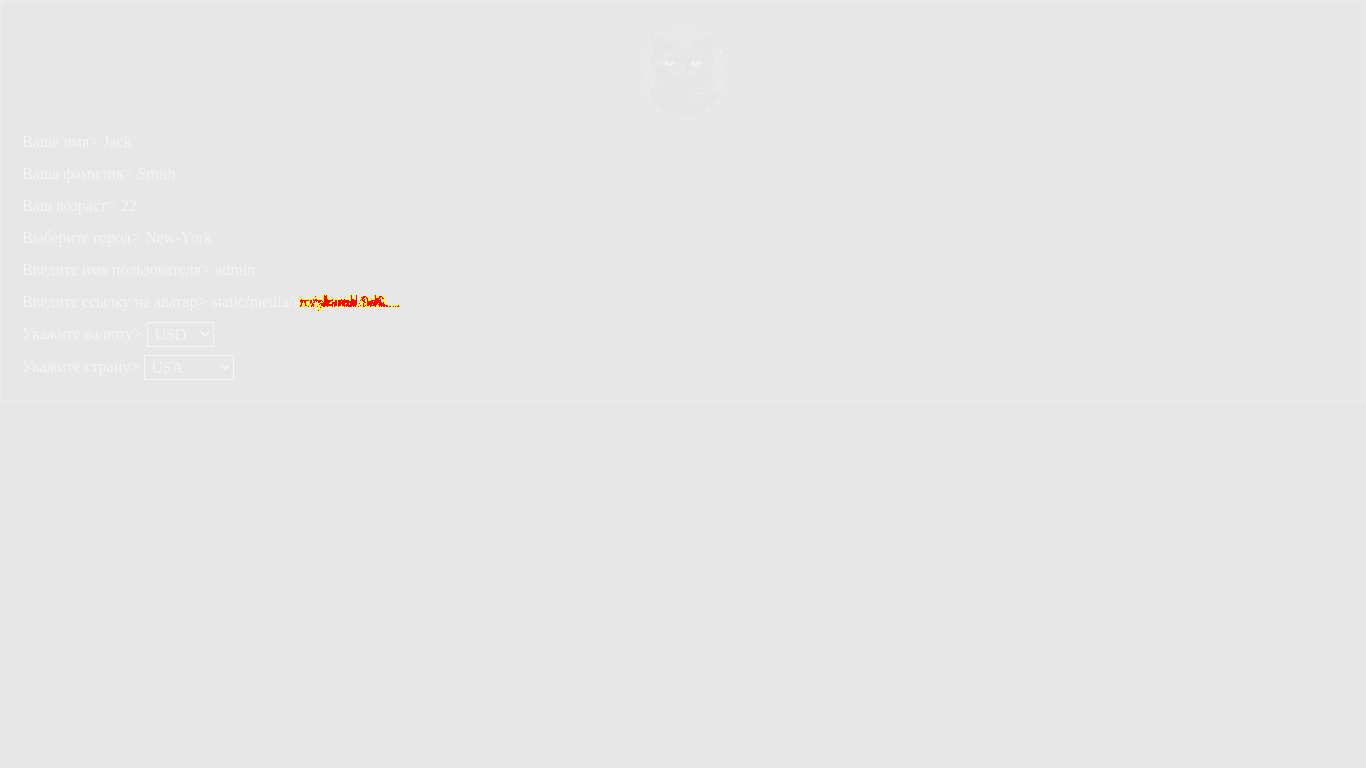 Ваше имя> Jack
Ваша фамилия> Smith
Ваш возраст> 22
Выберите город> New-York
Введите имя пользователя> admin
Введите ссылку на аватар> static/media/
Укажите валюту> USD
Укажите страну> USA